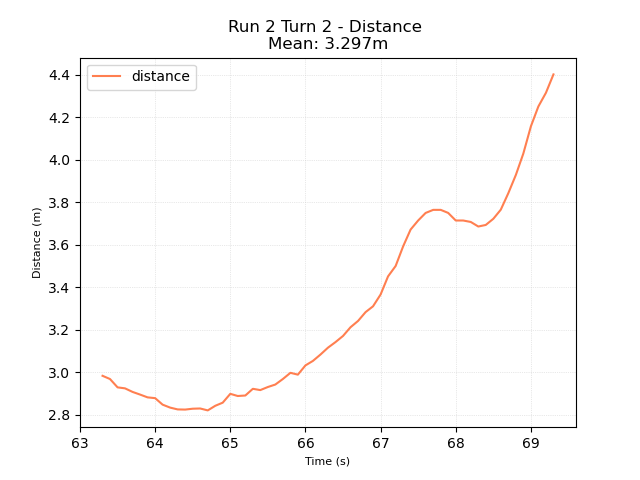 Run 2 Turn 2 - Distance
Mean: 3.297m
distance
4.4
4.2
4.0
3.8
3.6
3.4
3.2
3.0
2.8
Distance (m)
63 64 65 66 67 68 69
Time (s)